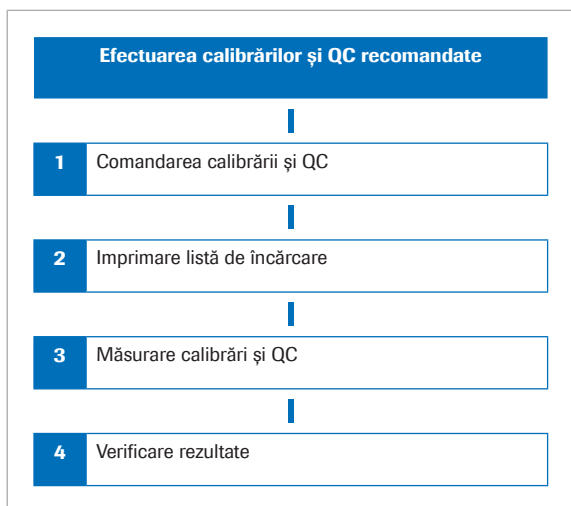 Efectuarea calibrărilor și QC recomandate
1 Comandarea calibrării și QC
2 Imprimare listă de încărcare
3 Măsurare calibrări și QC
4 Verificare rezultate